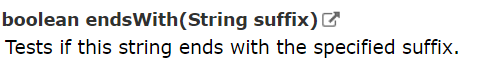 boolean endsWith(String suffix)
Tests if this string ends with the specified suffix.